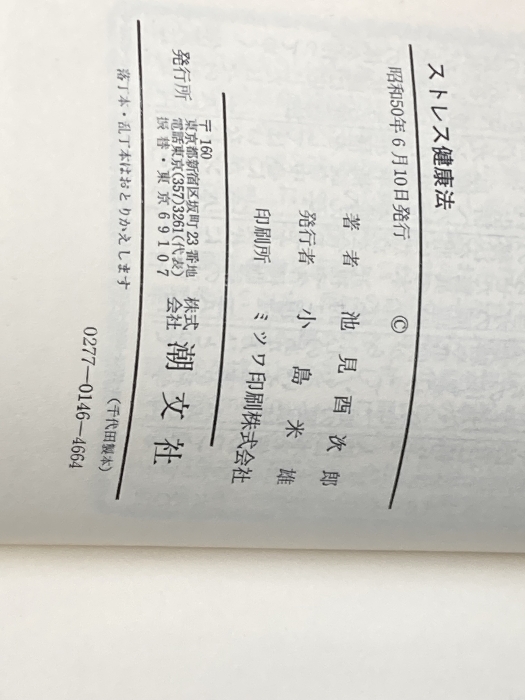 ストレス健康法
昭和50年6月10日発行 ©
著者 池見酉次郎
発行者 小島米雄
印刷所 ミツワ印刷株式会社
〒160
東京都新宿区坂町23番地
電話東京(357)3261(代表)
振替・東京69107
発行所 株式会社 潮文社
落丁本・乱丁本はおとりかえします
(千代田製本)
0277―0146―4664